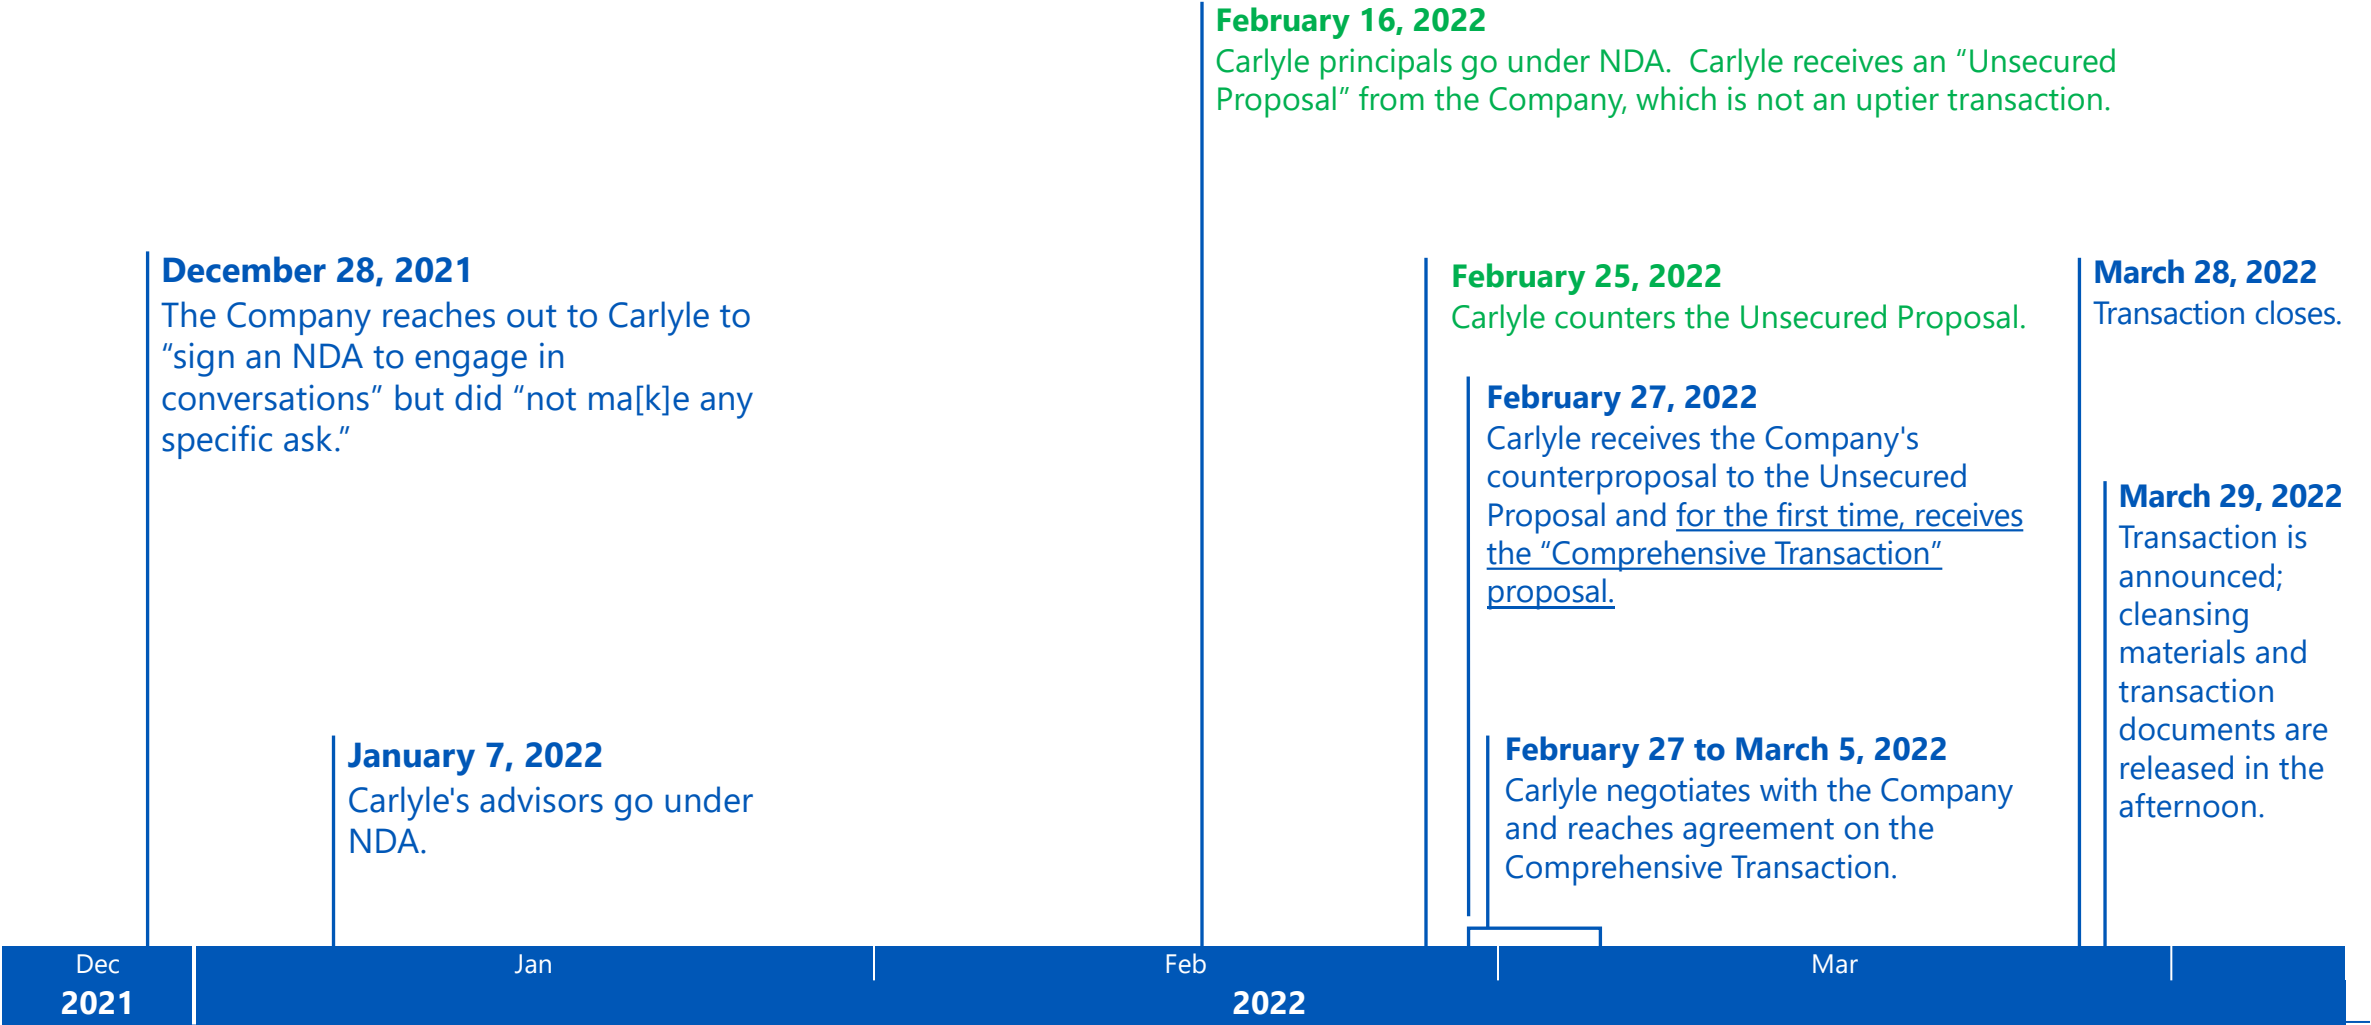 February 16, 2022
Carlyle principals go under NDA.  Carlyle receives an “Unsecured
Proposal” from the Company, which is not an uptier transaction.
December 28, 2021
The Company reaches out to Carlyle to
“sign an NDA to engage in
conversations” but did “not ma[k]e any
specific ask.”
January 7, 2022
Carlyle's advisors go under
NDA.
February 25, 2022
Carlyle counters the Unsecured Proposal.
February 27, 2022
Carlyle receives the Company's
counterproposal to the Unsecured
Proposal and for the first time, receives
the “Comprehensive Transaction”
proposal.
February 27 to March 5, 2022
Carlyle negotiates with the Company
and reaches agreement on the
Comprehensive Transaction.
March 28, 2022
Transaction closes.
March 29, 2022
Transaction is
announced;
cleansing
materials and
transaction
documents are
released in the
afternoon.
Dec
Jan
Feb
Mar
2021
2022